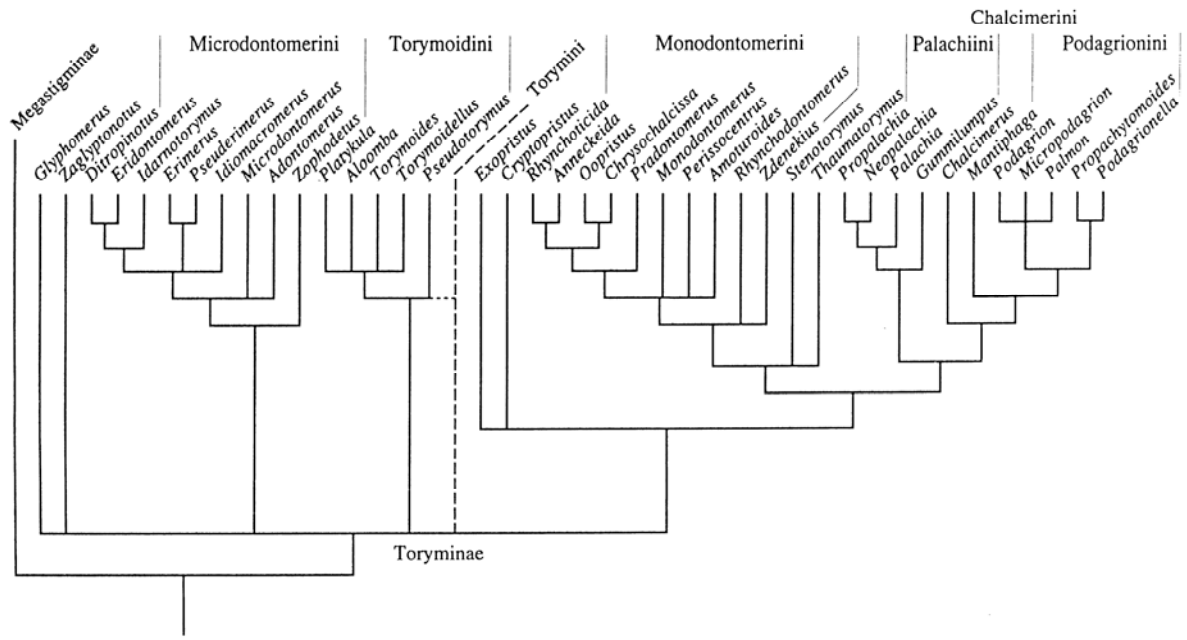 Chalcimerini
Microdontomerini
Torymoidini
Monodontomerini
Palachiini
Podagrionini
Megastigminae
Torymini
Glyphomerus
Zaglyptonotus
Ditropinotus
Eridontomerus
Idarnotorymus
Erimerus
Pseuderimerus
Idiomacromerus
Microdontomerus
Adontomerus
Zophodetus
Platykula
Aloomba
Torymoides
Torymoidellus
Pseudotorymus
Exopristus
Cryptopristus
Rhynchoticida
Anneckeida
Oopristus
Chrysochalcissa
Pradontomerus
Monodontomerus
Perissocentrus
Amoturoides
Rhynchodontomerus
Zdenekius
Stenotorymus
Thaumatorymus
Propalachia
Neopalachia
Palachia
Gummilumpus
Chalcimerus
Mantiphaga
Podagrion
Micropodagrion
Palmon
Propachytomoides
Podagrionella
Toryminae